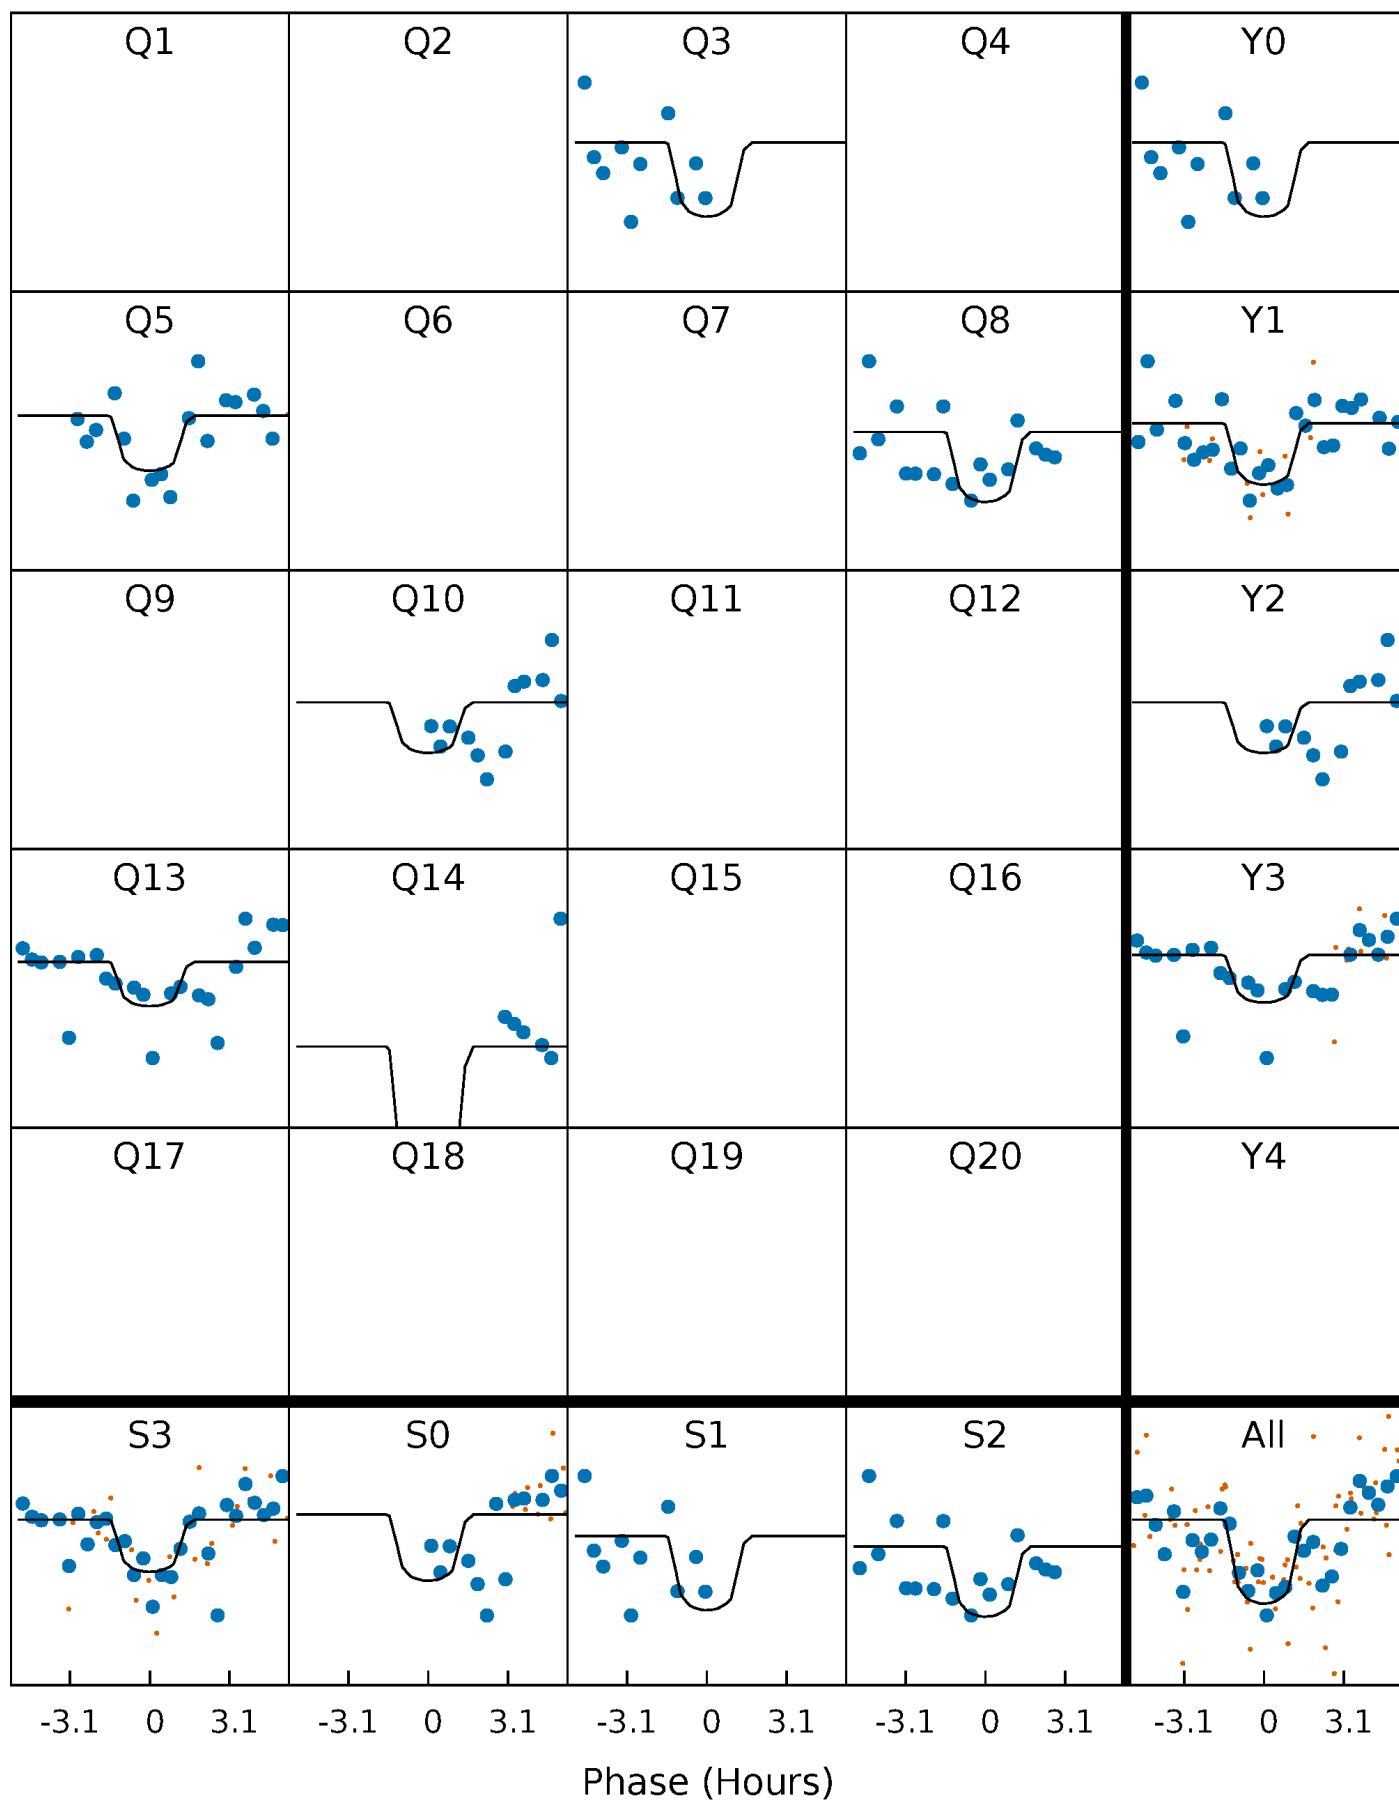 Q1 Q2 Q3 Q4 Y0
Q5 Q6 Q7 Q8 Y1
Q9 Q10 Q11 Q12 Y2
Q13 Q14 Q15 Q16 Y3
Q17 Q18 Q19 Q20 Y4
S3 S0 S1 S2 All
-3.1 0 3.1 -3.1 0 3.1 -3.1 0 3.1 -3.1 0 3.1 -3.1 0 3.1
Phase (Hours)